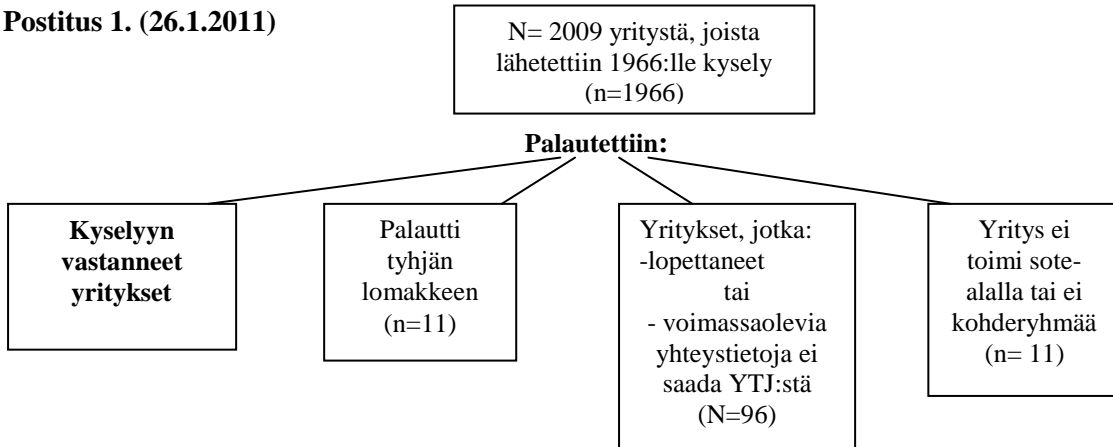 Postitus 1. (26.1.2011)
N= 2009 yritystä, joista
lähetettiin 1966:lle kysely
(n=1966)
Palautettiin:
Kyselyyn
vastanneet
yritykset
Palautti
tyhjän
lomakkeen
(n=11)
Yritykset, jotka:
-lopettaneet
tai
- voimassaolevia
yhteystietoja ei
saada YTJ:stä
(N=96)
Yritys ei
toimi sote-
alalla tai ei
kohderyhmää
(n= 11)